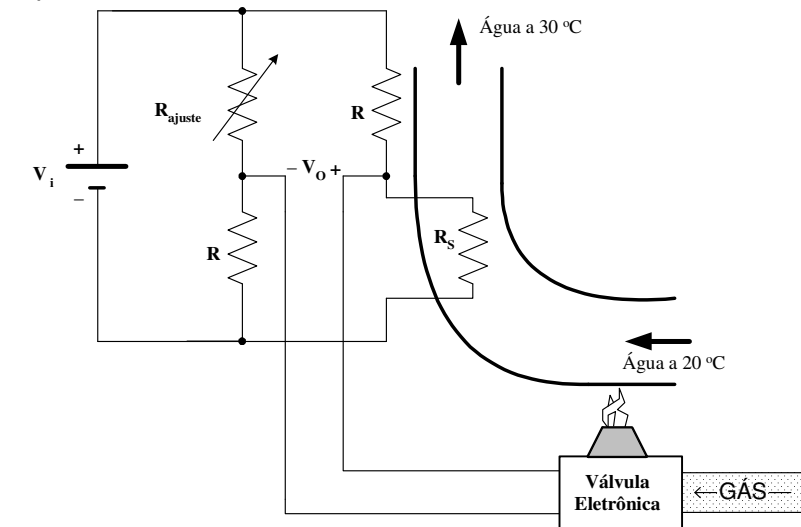 Água a 30 ºC
R ajuste
R
+
V i
−
− V O +
R
R S
Água a 20 ºC
Válvula
Eletrônica
←GÁS—